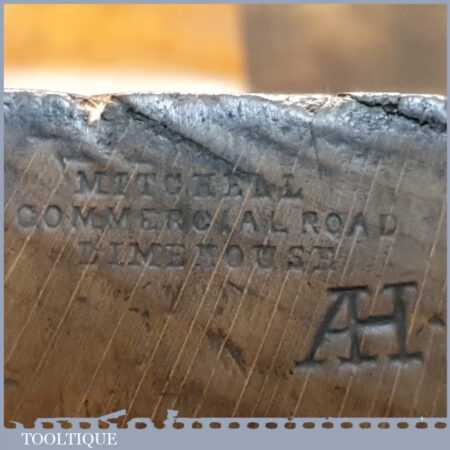 MITCHELL
COMMERCIAL ROAD
LIMEHOUSE
AH
TOOLTIQUE